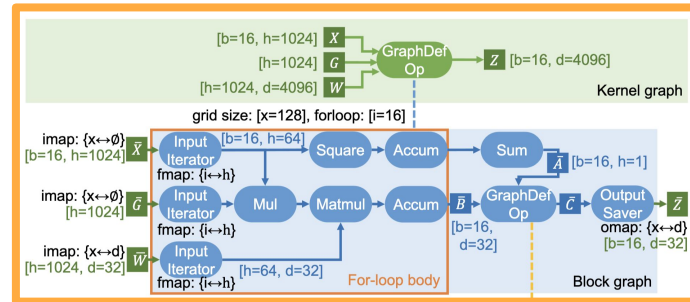 [b=16, h=1024] X
[h=1024] G
[h=1024, d=4096] W
GraphDef Op
Z [b=16, d=4096]
Kernel graph
grid size: [x=128], forloop: [i=16]
imap: {x↔∅}
[b=16, h=1024]
X̄
Input Iterator
fmap: {i↔h}
[b=16, h=64]
Square
Accum
Sum
Ā
[b=16, h=1]
imap: {x↔∅}
[h=1024]
Ḡ
Input Iterator
fmap: {i↔h}
Mul
Matmul
Accum
B̄
[b=16, d=32]
GraphDef Op
C̄
Output Saver
Z̄
omap: {x↔d}
[b=16, d=32]
imap: {x↔d}
[h=1024, d=32]
W̄
Input Iterator
fmap: {i↔h}
[h=64, d=32]
For-loop body
Block graph